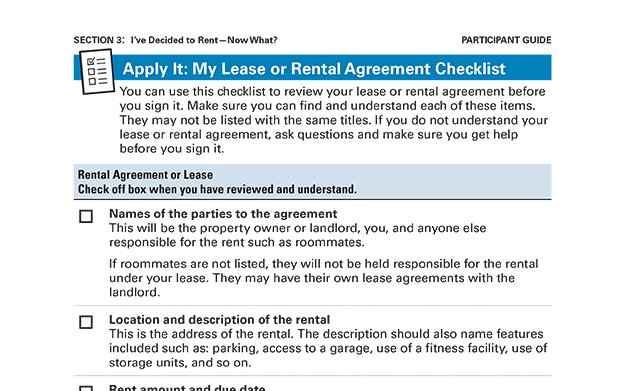 SECTION 3: I've Decided to Rent—Now What?
PARTICIPANT GUIDE
Apply It: My Lease or Rental Agreement Checklist
You can use this checklist to review your lease or rental agreement before
you sign it. Make sure you can find and understand each of these items.
They may not be listed with the same titles. If you do not understand your
lease or rental agreement, ask questions and make sure you get help
before you sign it.
Rental Agreement or Lease
Check off box when you have reviewed and understand.
Names of the parties to the agreement
This will be the property owner or landlord, you, and anyone else
responsible for the rent such as roommates.
If roommates are not listed, they will not be held responsible for the rental
under your lease. They may have their own lease agreements with the
landlord.
Location and description of the rental
This is the address of the rental. The description should also name features
included such as: parking, access to a garage, use of a fitness facility, use of
storage units, and so on.
Rent amount and due date